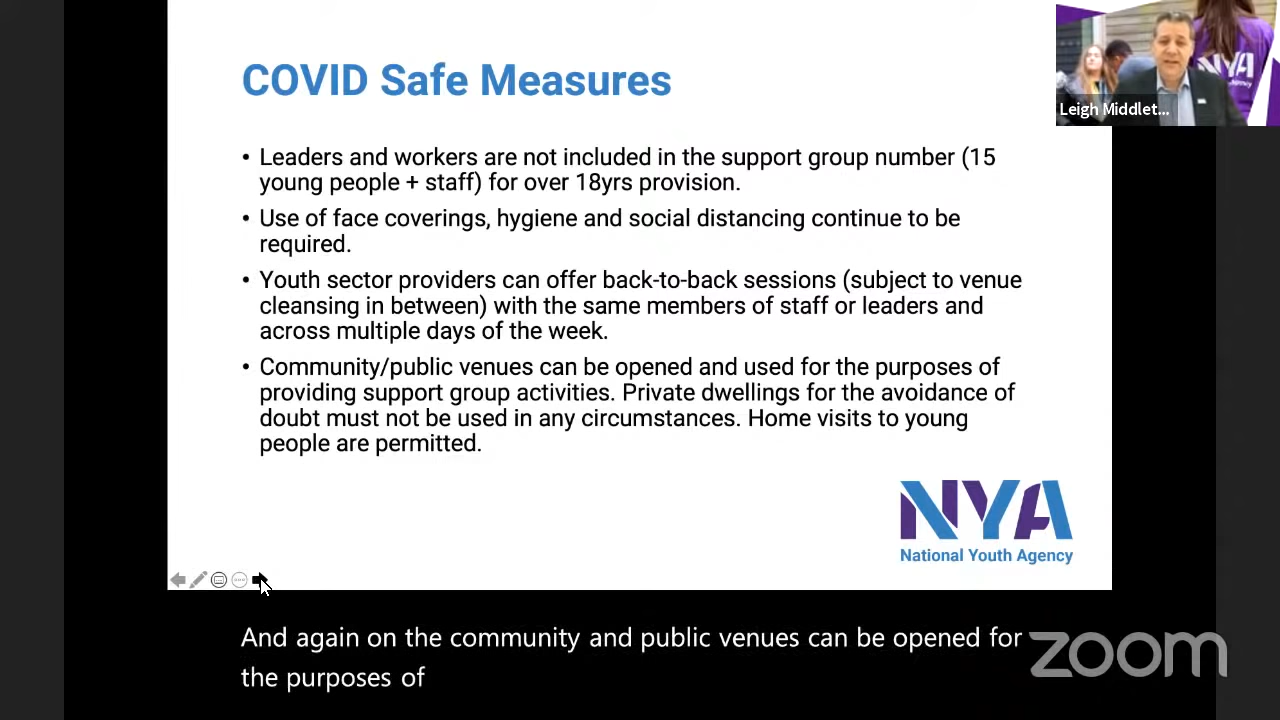 COVID Safe Measures
• Leaders and workers are not included in the support group number (15
young people + staff) for over 18yrs provision.
• Use of face coverings, hygiene and social distancing continue to be
required.
• Youth sector providers can offer back-to-back sessions (subject to venue
cleansing in between) with the same members of staff or leaders and
across multiple days of the week.
• Community/public venues can be opened and used for the purposes of
providing support group activities. Private dwellings for the avoidance of
doubt must not be used in any circumstances. Home visits to young
people are permitted.
NYA
National Youth Agency
NYA
Leigh Middlet...
And again on the community and public venues can be opened for
the purposes of
zoom